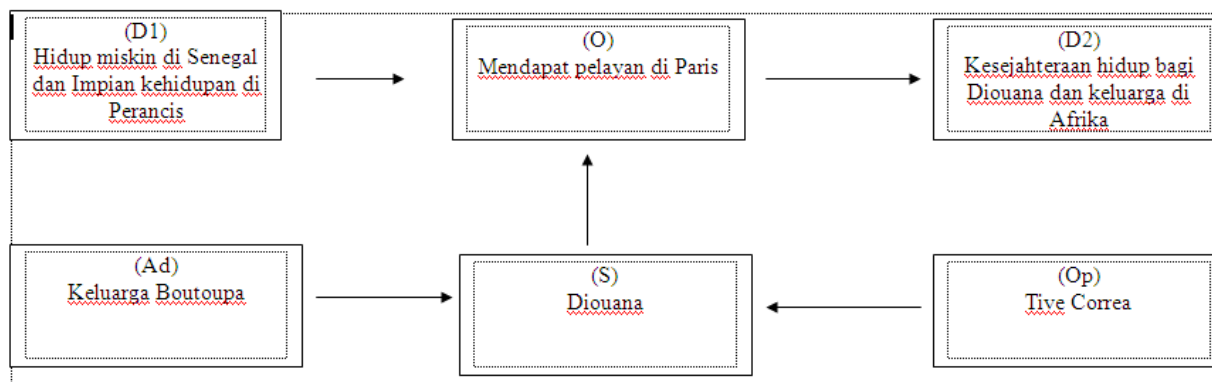 (D1)
Hidup miskin di Senegal
dan Impian kehidupan di
Perancis
(O)
Mendapat pelayan di Paris
(D2)
Kesejahteraan hidup bagi
Diouana dan keluarga di
Afrika
(Ad)
Keluarga Boutoupa
(S)
Diouana
(Op)
Tive Correa